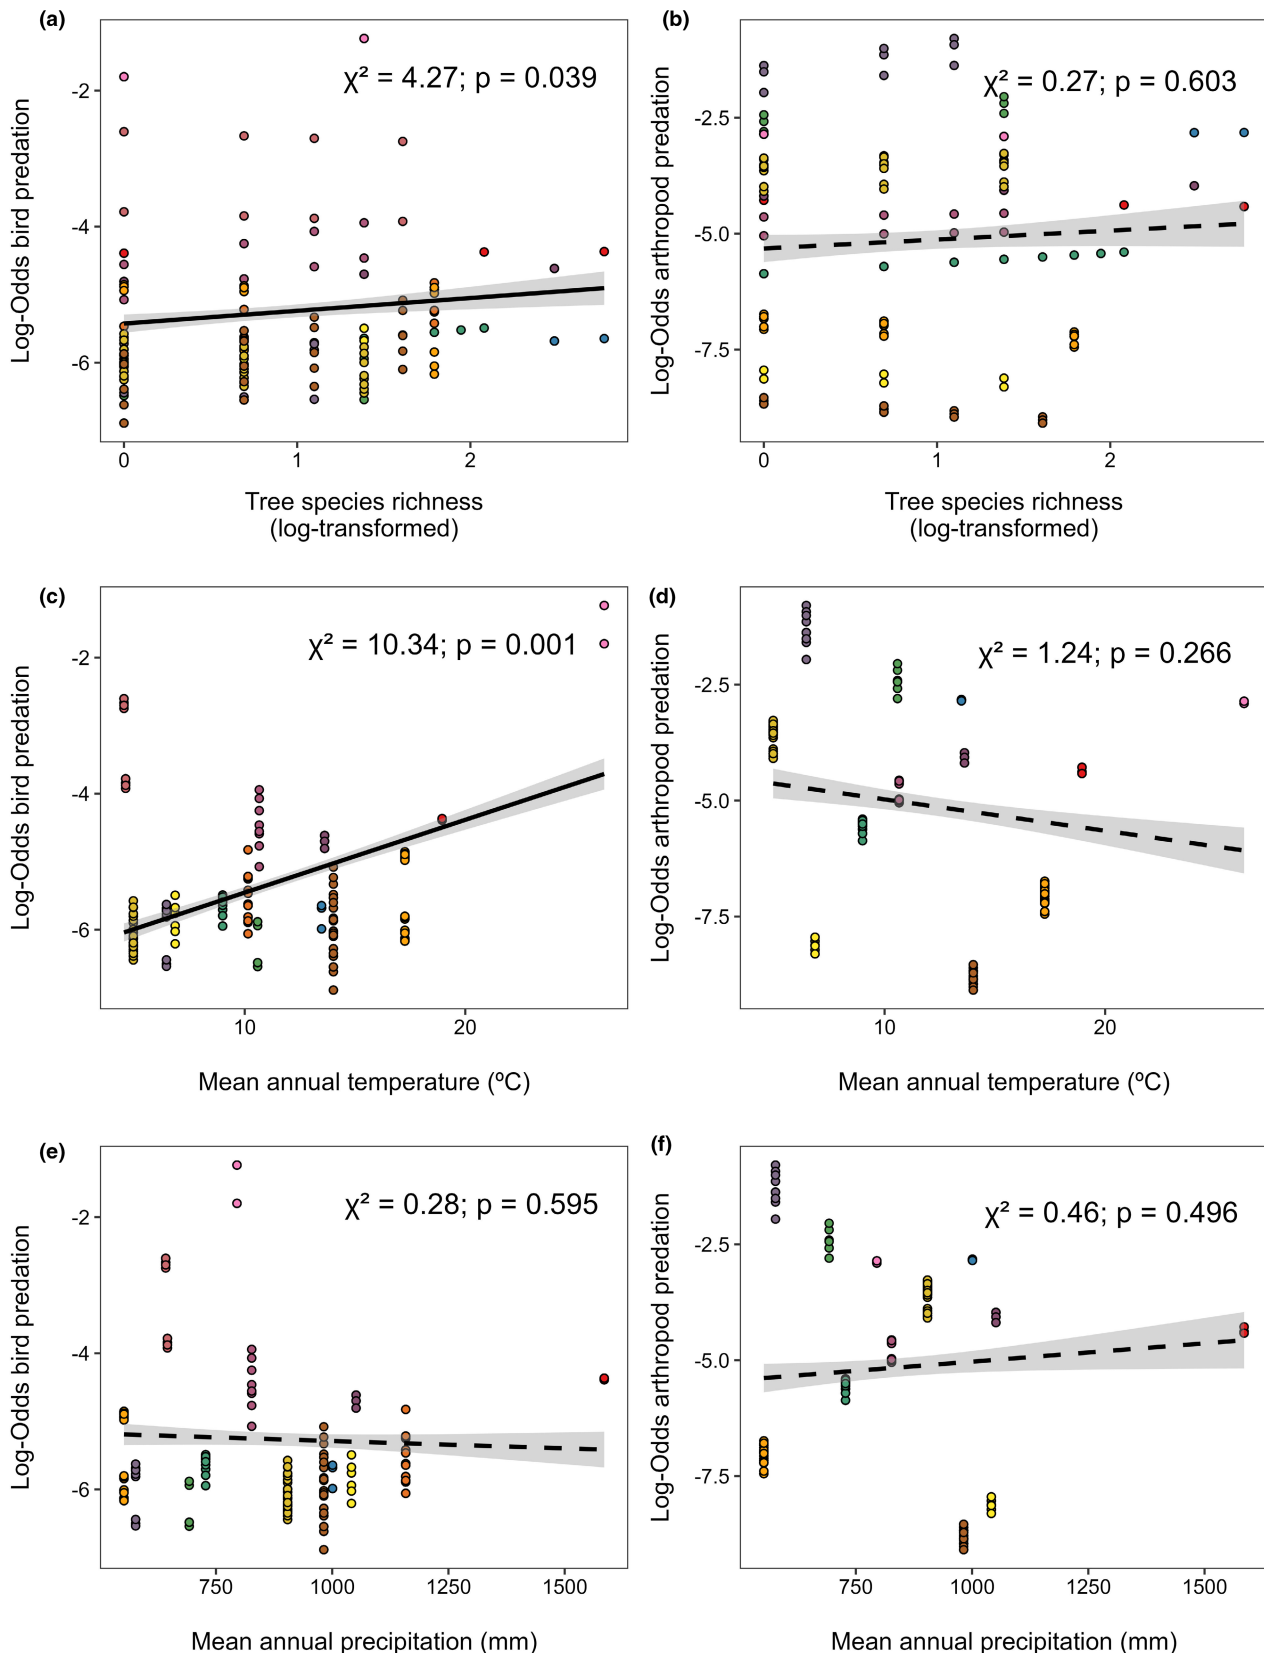 (a)
χ² = 4.27; p = 0.039
Log-Odds bird predation
-2
-4
-6
0 1 2
Tree species richness
(log-transformed)
(b)
χ² = 0.27; p = 0.603
Log-Odds arthropod predation
-2.5
-5.0
-7.5
0 1 2
Tree species richness
(log-transformed)
(c)
χ² = 10.34; p = 0.001
Log-Odds bird predation
-2
-4
-6
10 20
Mean annual temperature (ºC)
(d)
χ² = 1.24; p = 0.266
Log-Odds arthropod predation
-2.5
-5.0
-7.5
10 20
Mean annual temperature (ºC)
(e)
χ² = 0.28; p = 0.595
Log-Odds bird predation
-2
-4
-6
750 1000 1250 1500
Mean annual precipitation (mm)
(f)
χ² = 0.46; p = 0.496
Log-Odds arthropod predation
-2.5
-5.0
-7.5
750 1000 1250 1500
Mean annual precipitation (mm)